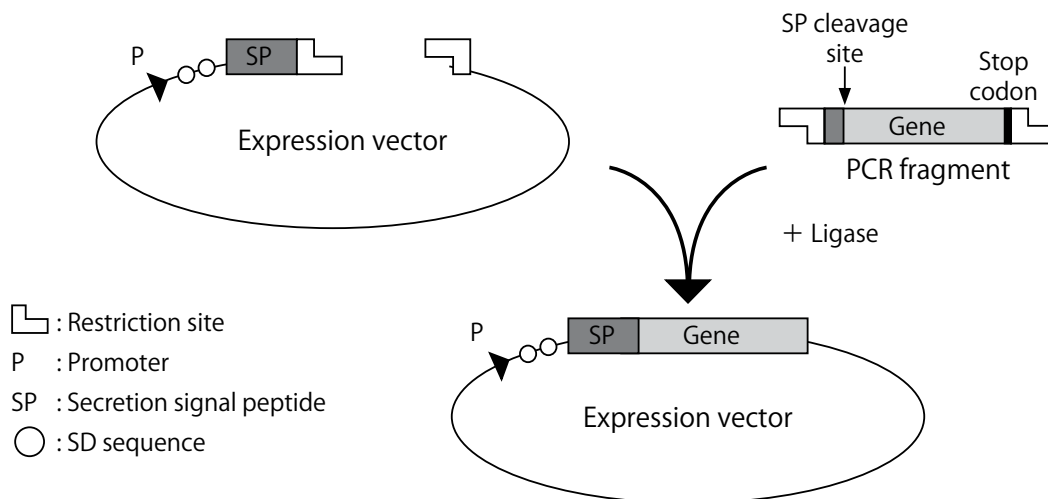 P
SP
Expression vector
SP cleavage
site
Stop
codon
Gene
PCR fragment
+ Ligase
: Restriction site
P : Promoter
SP : Secretion signal peptide
: SD sequence
P
SP
Gene
Expression vector